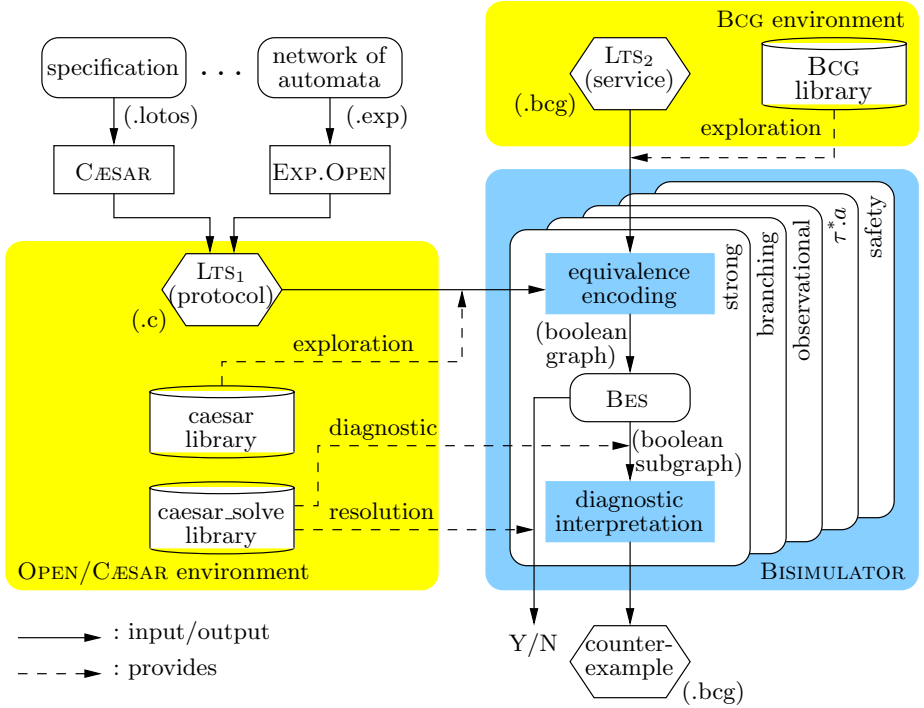 BCG environment
specification
. . .
network of
automata
LTS2
(service)
BCG
library
(.lotos)
(.exp)
(.bcg)
exploration
CÆSAR
EXP.OPEN
LTS1
(protocol)
(.c)
equivalence
encoding
strong
branching
observational
τ*.a
safety
exploration
(boolean
graph)
caesar
library
BES
diagnostic
(boolean
subgraph)
caesar_solve
library
resolution
diagnostic
interpretation
OPEN/CÆSAR environment
BISIMULATOR
: input/output
: provides
Y/N
counter-
example
(.bcg)